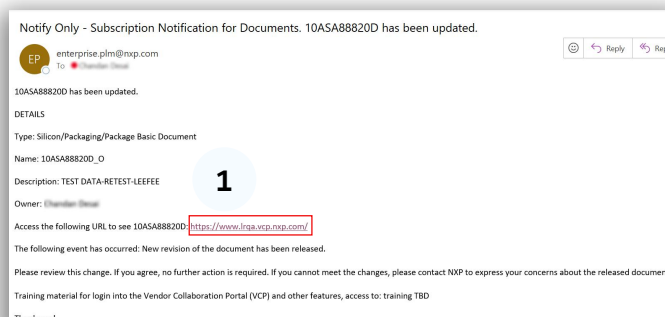 Notify Only - Subscription Notification for Documents. 10ASA88820D has been updated.
EP
enterprise.plm@nxp.com
To
Reply
10ASA88820D has been updated.
DETAILS
Type: Silicon/Packaging/Package Basic Document
Name: 10ASA88820D_O
Description: TEST DATA-RETEST-LEEFEE
1
Owner:
Access the following URL to see 10ASA88820D: https://www.lrqa.vcp.nxp.com/
The following event has occurred: New revision of the document has been released.
Please review this change. If you agree, no further action is required. If you cannot meet the changes, please contact NXP to express your concerns about the released
Training material for login into the Vendor Collaboration Portal (VCP) and other features, access to: training TBD